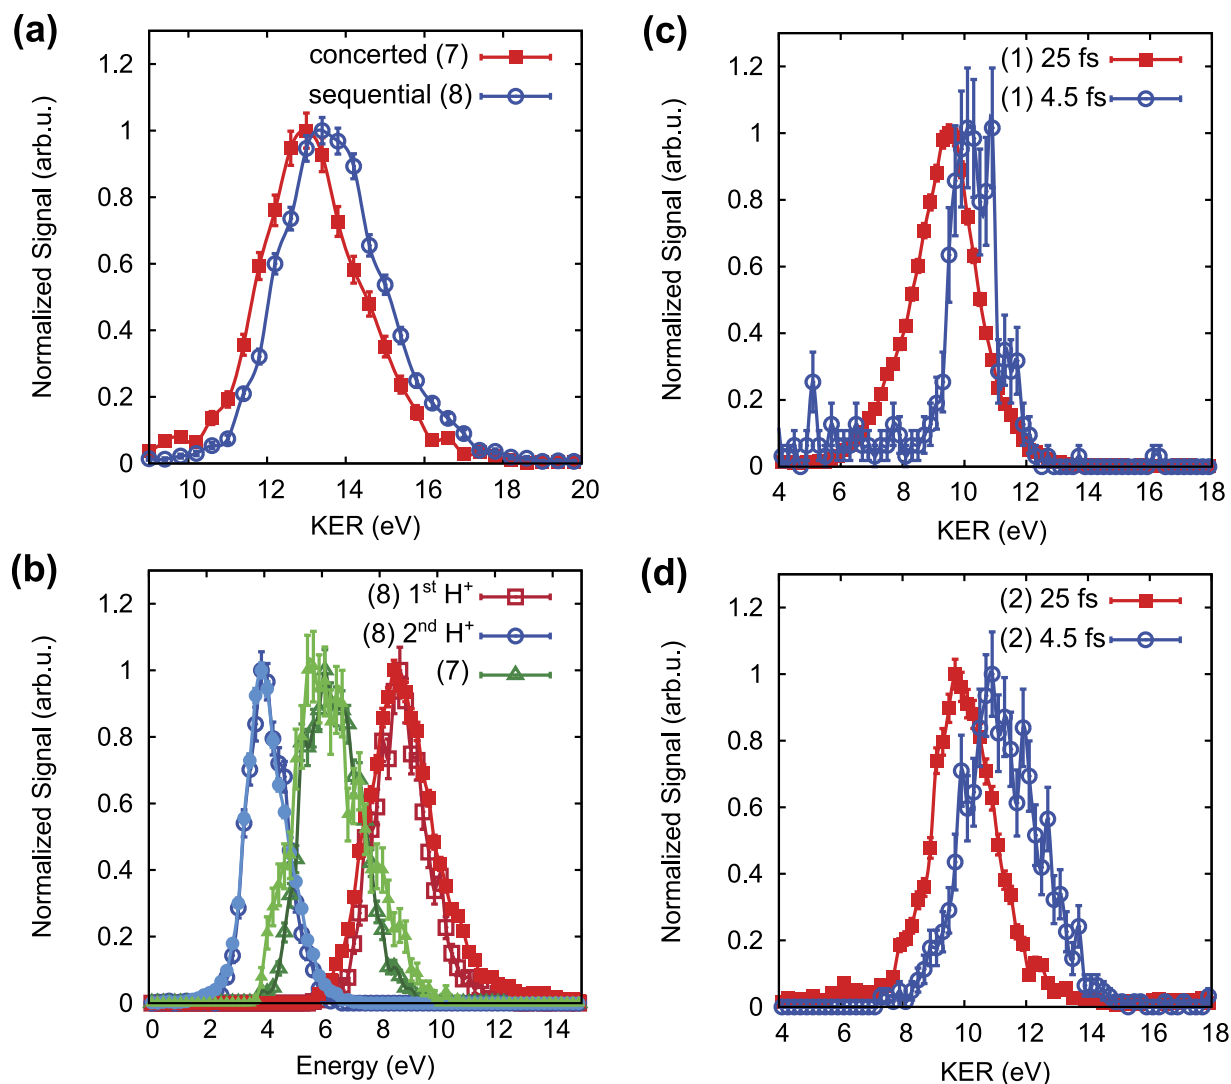 (a)
concerted (7)
sequential (8)
Normalized Signal (arb.u.)
1.2
1
0.8
0.6
0.4
0.2
0
10 12 14 16 18 20
KER (eV)
(b)
(8) 1st H+
(8) 2nd H+
(7)
Normalized Signal (arb.u.)
1.2
1
0.8
0.6
0.4
0.2
0
0 2 4 6 8 10 12 14
Energy (eV)
(c)
(1) 25 fs
(1) 4.5 fs
Normalized Signal (arb.u.)
1.2
1
0.8
0.6
0.4
0.2
0
4 6 8 10 12 14 16 18
KER (eV)
(d)
(2) 25 fs
(2) 4.5 fs
Normalized Signal (arb.u.)
1.2
1
0.8
0.6
0.4
0.2
0
4 6 8 10 12 14 16 18
KER (eV)